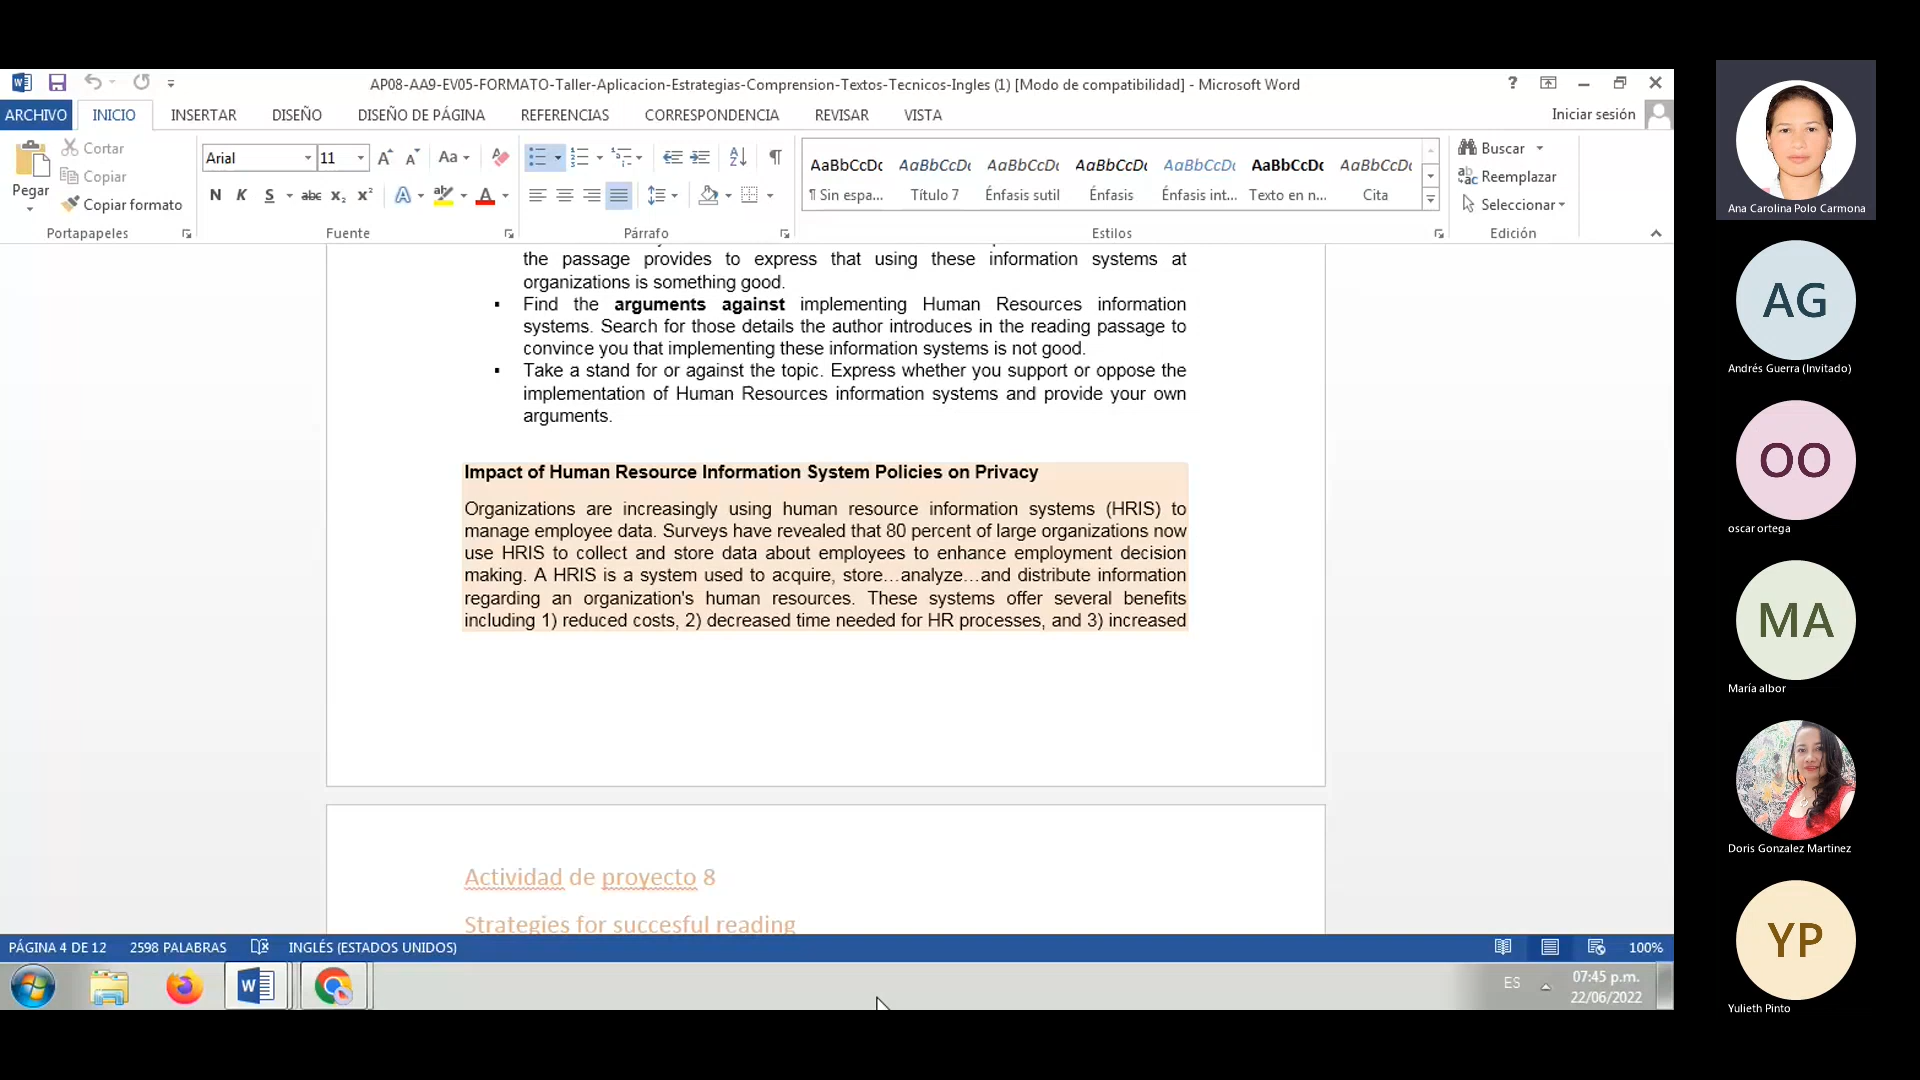 AP08-AA9-EV05-FORMATO-Taller-Aplicacion-Estrategias-Comprension-Textos-Tecnicos-Ingles (1) [Modo de compatibilidad] - Microsoft Word
ARCHIVO INICIO INSERTAR DISEÑO DISEÑO DE PÁGINA REFERENCIAS CORRESPONDENCIA REVISAR VISTA Iniciar sesión
Pegar
Cortar
Copiar
Copiar formato
Portapapeles
Arial 11
Fuente
Párrafo
AaBbCcDc AaBbCcDc AaBbCcDc AaBbCcDc AaBbCcDc AaBbCcDc AaBbCcDc
¶ Sin espa... Título 7 Énfasis sutil Énfasis Énfasis int... Texto en n... Cita
Estilos
Buscar
Reemplazar
Seleccionar
Edición
the passage provides to express that using these information systems at
organizations is something good.
▪ Find the arguments against implementing Human Resources information
systems. Search for those details the author introduces in the reading passage to
convince you that implementing these information systems is not good.
▪ Take a stand for or against the topic. Express whether you support or oppose the
implementation of Human Resources information systems and provide your own
arguments.
Impact of Human Resource Information System Policies on Privacy
Organizations are increasingly using human resource information systems (HRIS) to
manage employee data. Surveys have revealed that 80 percent of large organizations now
use HRIS to collect and store data about employees to enhance employment decision
making. A HRIS is a system used to acquire, store…analyze…and distribute information
regarding an organization's human resources. These systems offer several benefits
including 1) reduced costs, 2) decreased time needed for HR processes, and 3) increased
Actividad de proyecto 8
Strategies for succesful reading
PÁGINA 4 DE 12 2598 PALABRAS INGLÉS (ESTADOS UNIDOS) 100%
ES 07:45 p.m.
22/06/2022
Ana Carolina Polo Carmona
AG
Andrés Guerra (Invitado)
OO
oscar ortega
MA
María albor
Doris Gonzalez Martinez
YP
Yulieth Pinto